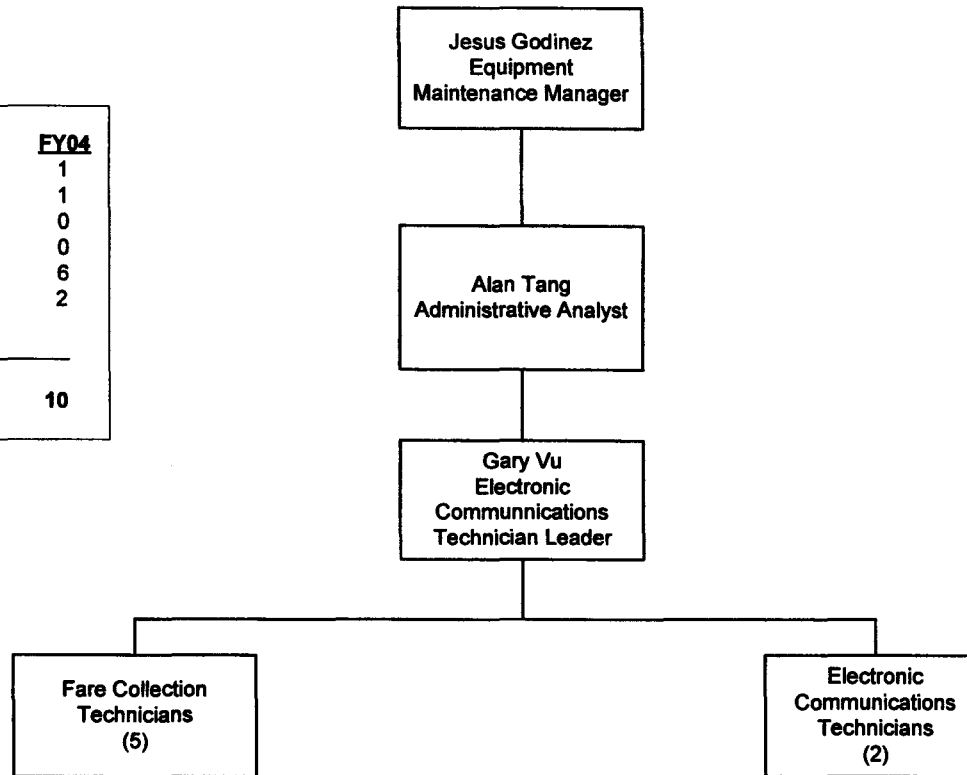 Jesus Godinez
Equipment
Maintenance Manager
FY04
1
1
0
0
6
2
10
Alan Tang
Administrative Analyst
Gary Vu
Electronic
Communnications
Technician Leader
Fare Collection
Technicians
(5)
Electronic
Communications
Technicians
(2)